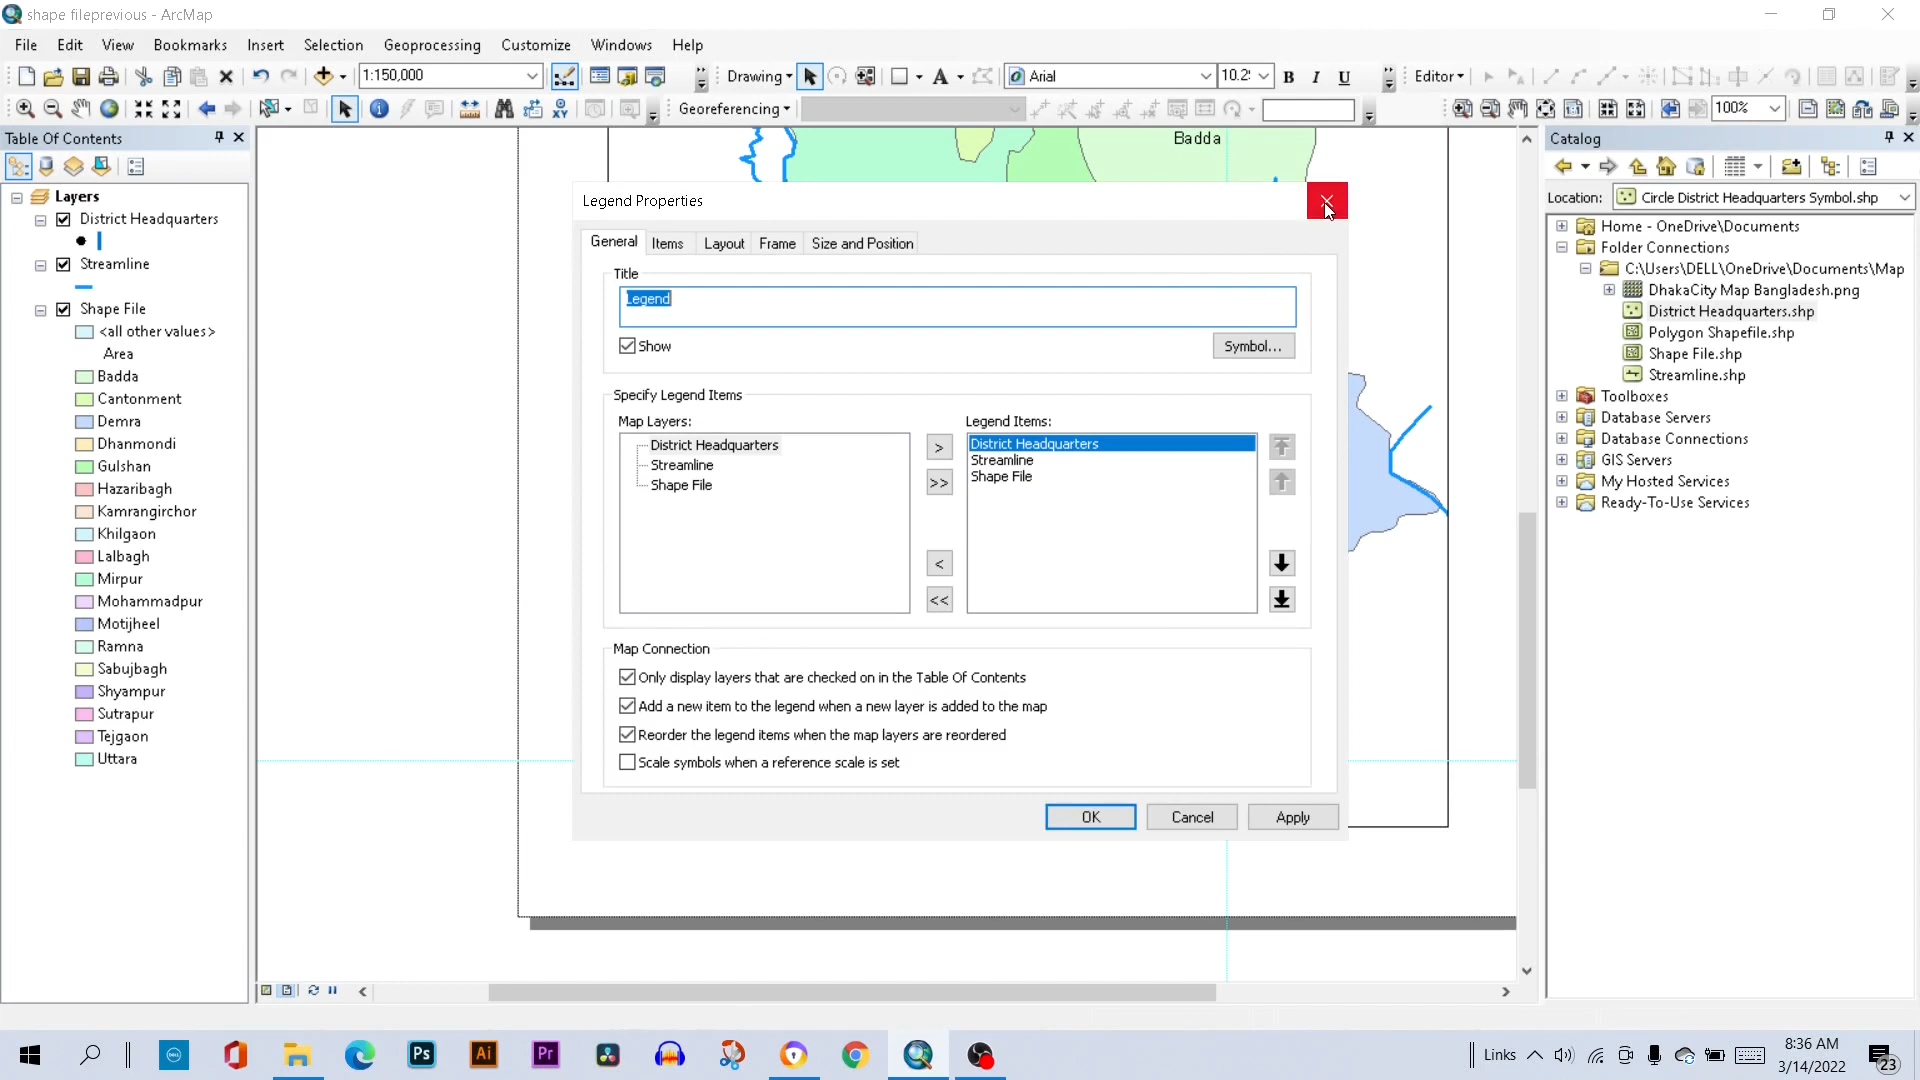 shape fileprevious - ArcMap
File Edit View Bookmarks Insert Selection Geoprocessing Customize Windows Help
1:150,000 Drawing Arial B I U Editor
Georeferencing 100%
Table Of Contents
Layers
District Headquarters
Streamline
Shape File
<all other values>
Area
Badda
Cantonment
Demra
Dhanmondi
Gulshan
Hazaribagh
Kamrangirchor
Khilgaon
Lalbagh
Mirpur
Mohammadpur
Motijheel
Ramna
Sabujbagh
Shyampur
Sutrapur
Tejgaon
Uttara
Badda
Legend Properties
General Items Layout Frame Size and Position
Title
Legend
Show
Symbol...
Specify Legend Items
Map Layers:
District Headquarters
Streamline
Shape File
>
>>
<
<<
Legend Items:
District Headquarters
Streamline
Shape File
Map Connection
Only display layers that are checked on in the Table Of Contents
Add a new item to the legend when a new layer is added to the map
Reorder the legend items when the map layers are reordered
Scale symbols when a reference scale is set
OK Cancel Apply
Catalog
Location: Circle District Headquarters Symbol.shp
Home - OneDrive\Documents
Folder Connections
C:\Users\DELL\OneDrive\Documents\Map
DhakaCity Map Bangladesh.png
District Headquarters.shp
Polygon Shapefile.shp
Shape File.shp
Streamline.shp
Toolboxes
Database Servers
Database Connections
GIS Servers
My Hosted Services
Ready-To-Use Services
Ps Ai Pr
Links
8:36 AM
3/14/2022
23